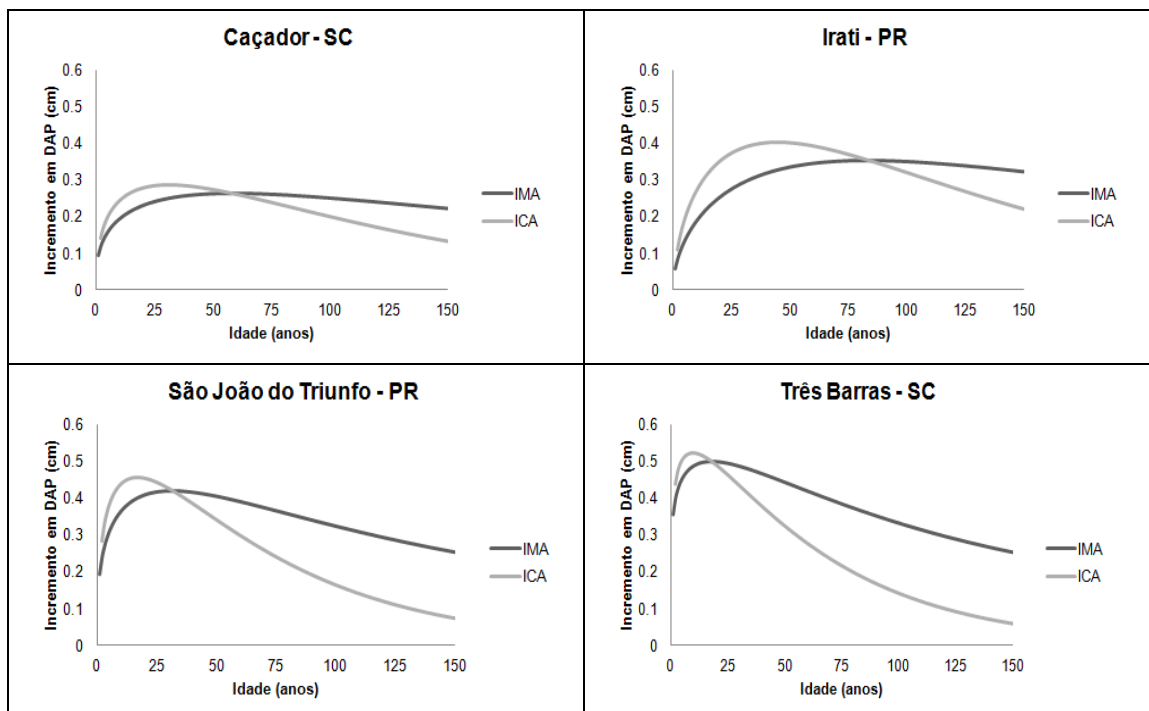 Caçador - SC
Incremento em DAP (cm)
0.6
0.5
0.4
0.3
0.2
0.1
0
0 25 50 75 100 125 150
Idade (anos)
IMA
ICA
Irati - PR
Incremento em DAP (cm)
0.6
0.5
0.4
0.3
0.2
0.1
0
0 25 50 75 100 125 150
Idade (anos)
IMA
ICA
São João do Triunfo - PR
Incremento em DAP (cm)
0.6
0.5
0.4
0.3
0.2
0.1
0
0 25 50 75 100 125 150
Idade (anos)
IMA
ICA
Três Barras - SC
Incremento em DAP (cm)
0.6
0.5
0.4
0.3
0.2
0.1
0
0 25 50 75 100 125 150
Idade (anos)
IMA
ICA